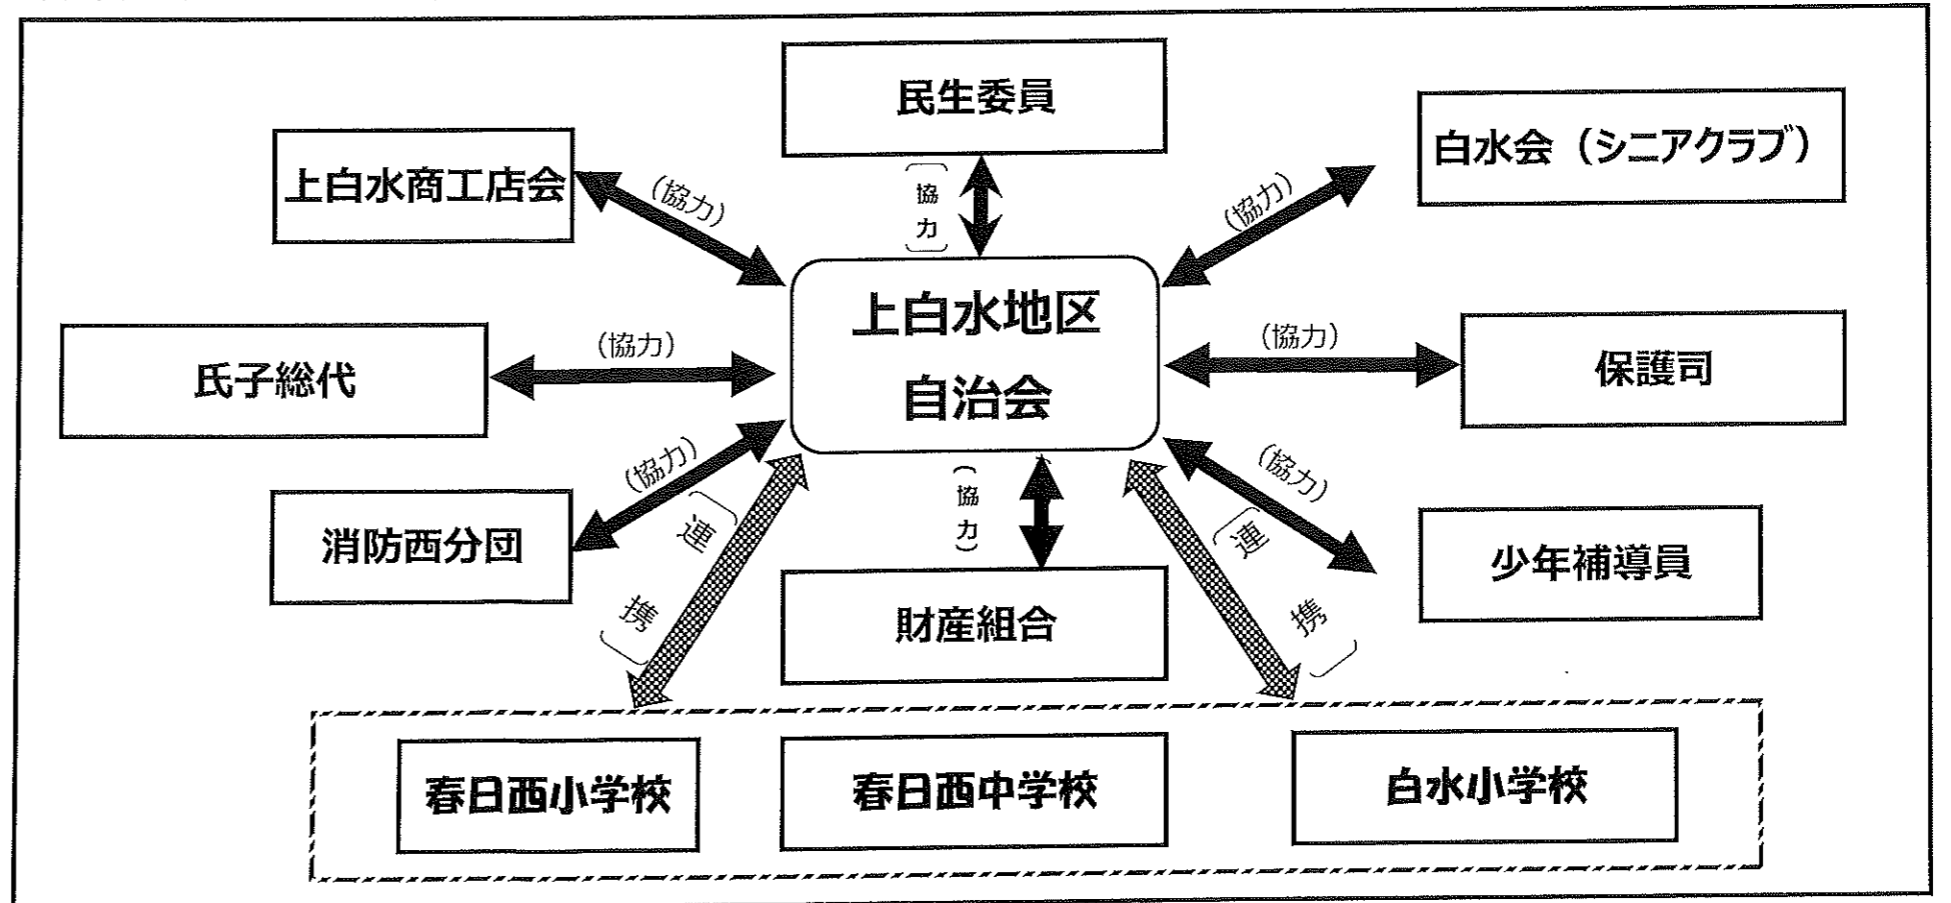 民生委員
白水会（シニアクラブ）
上白水商工店会
（協力）
（協力）
（協力）
上白水地区
自治会
氏子総代
（協力）
（協力）
保護司
消防西分団
（協力）
（協力）
（協力）
少年補導員
（連携）
（連携）
財産組合
春日西小学校
春日西中学校
白水小学校